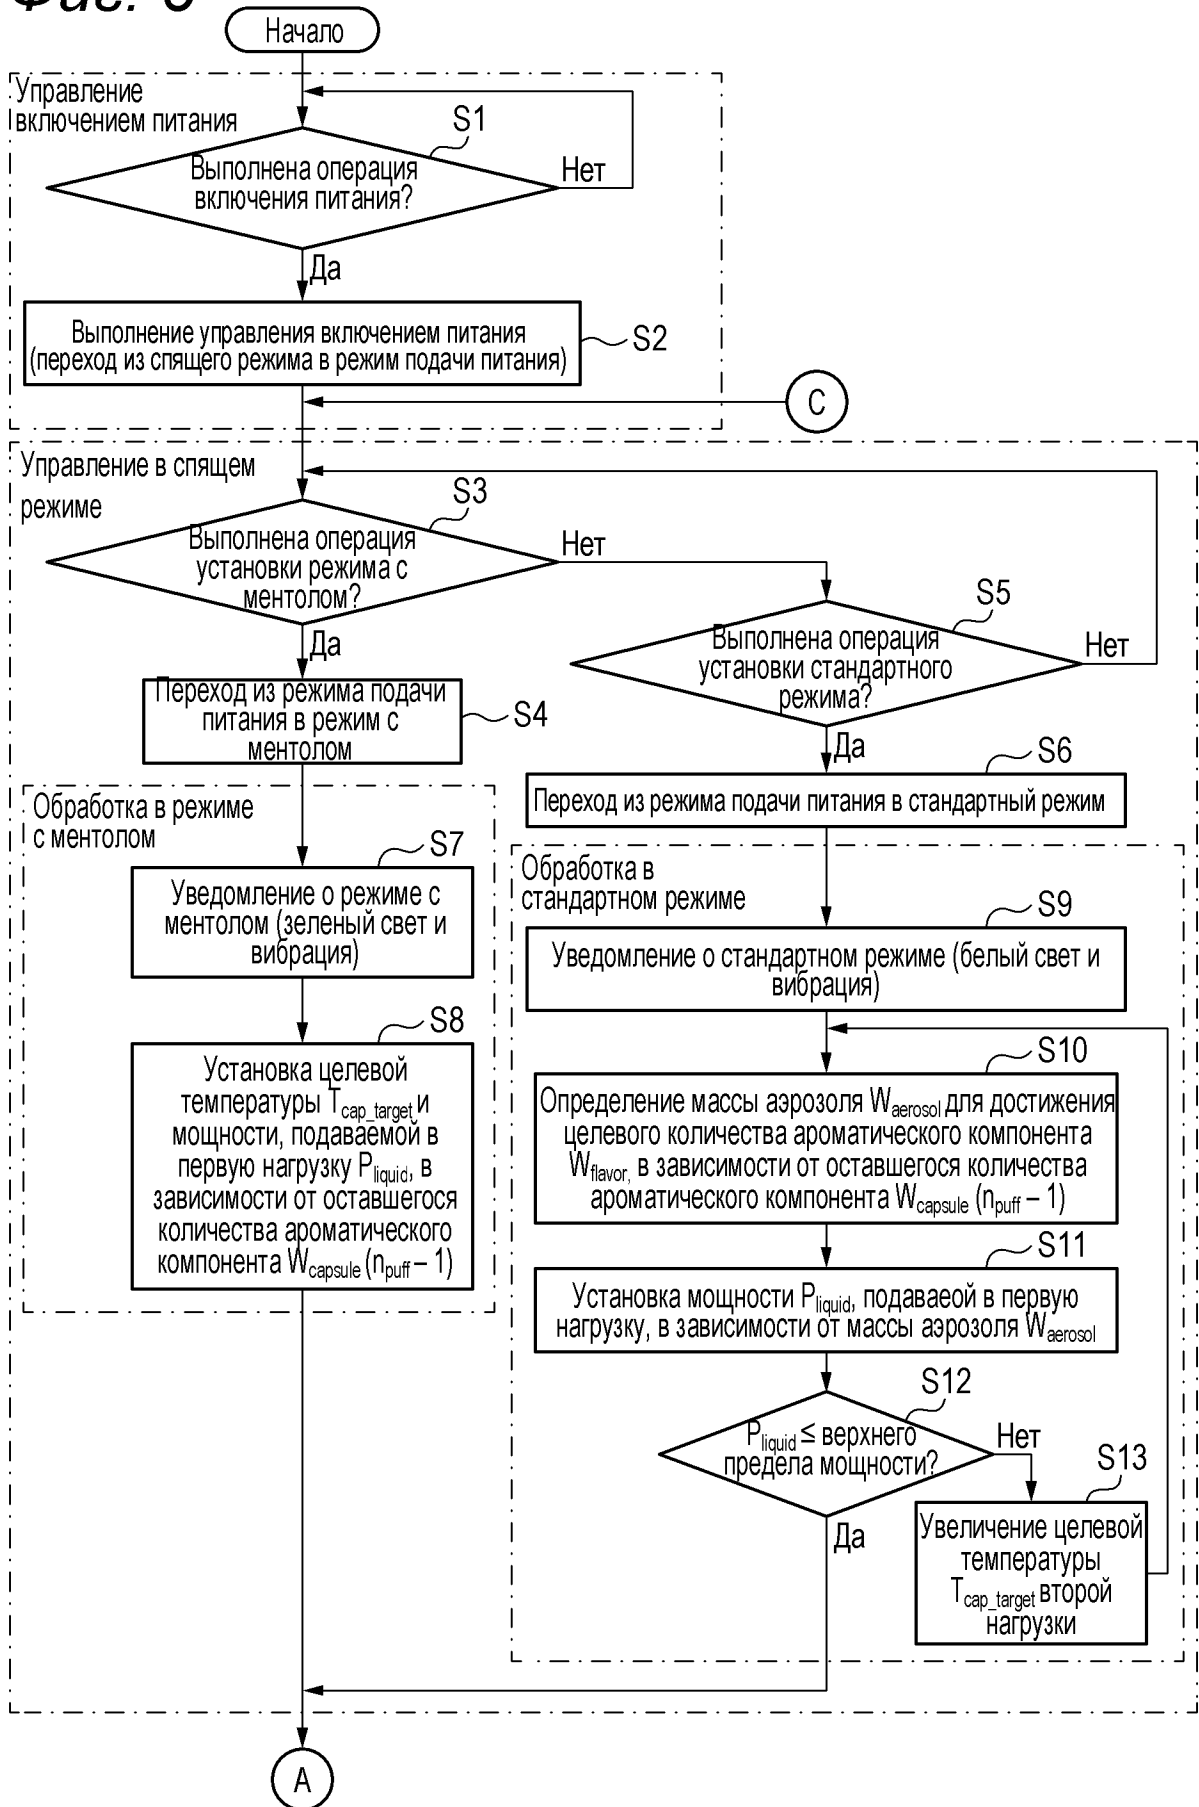 Фиг. 6
Начало
Управление
включением питания
S1
Выполнена операция
включения питания?
Нет
Да
Выполнение управления включением питания
(переход из спящего режима в режим подачи питания)
S2
C
Управление в спящем
режиме
S3
Выполнена операция
установки режима с
ментолом?
Нет
Да
S5
Выполнена операция
установки стандартного
режима?
Нет
Да
Переход из режима подачи
питания в режим с
ментолом
S4
S6
Переход из режима подачи питания в стандартный режим
Обработка в режиме
с ментолом
S7
Уведомление о режиме с
ментолом (зеленый свет и
вибрация)
S8
Установка целевой
температуры Tcap_target и
мощности, подаваемой в
первую нагрузку Pliquid, в
зависимости от оставшегося
количества ароматического
компонента Wcapsule (npuff – 1)
Обработка в
стандартном режиме
S9
Уведомление о стандартном режиме (белый свет и
вибрация)
S10
Определение массы аэрозоля Waerosol для достижения
целевого количества ароматического компонента
Wflavor, в зависимости от оставшегося количества
ароматического компонента Wcapsule (npuff – 1)
S11
Установка мощности Pliquid, подаваеой в первую
нагрузку, в зависимости от массы аэрозоля Waerosol
S12
Pliquid ≤ верхнего
предела мощности?
Нет
Да
S13
Увеличение целевой
температуры
Tcap_target второй
нагрузки
A